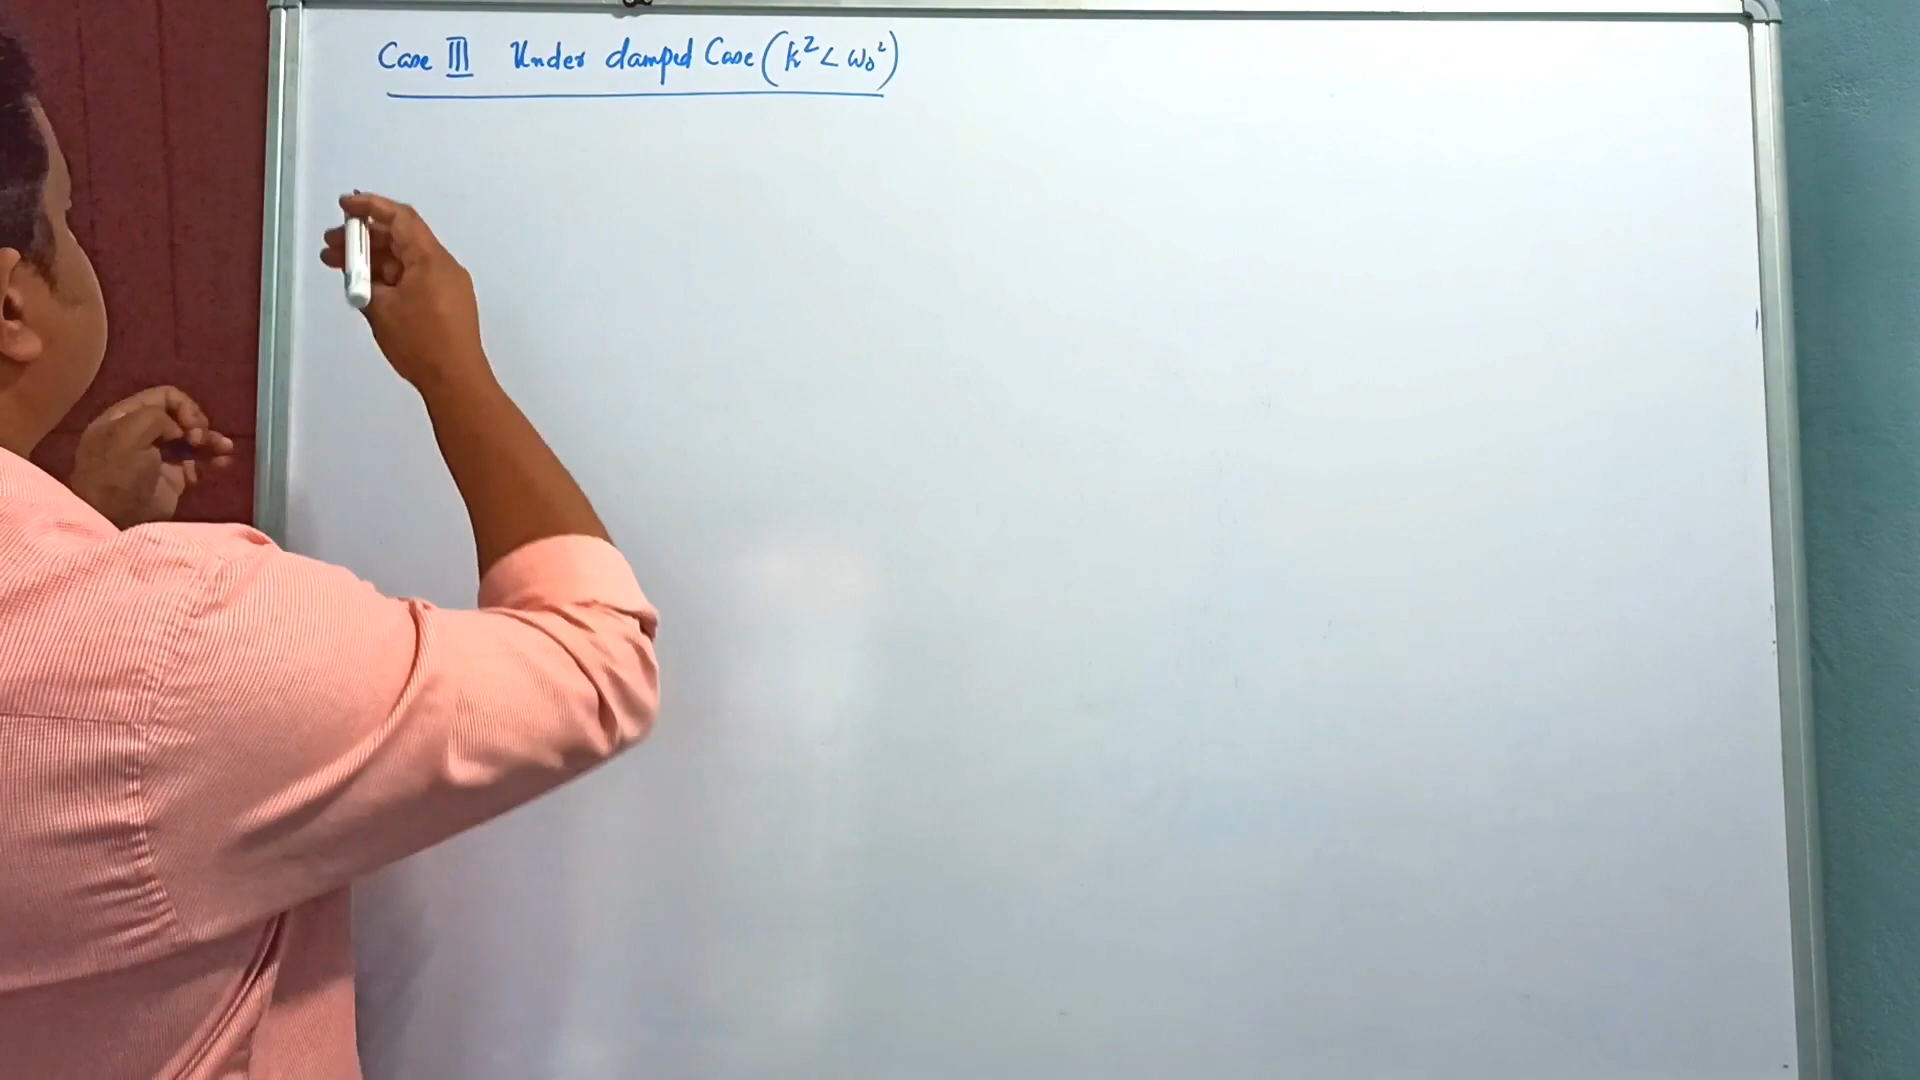 Case III Under damped Case (k² < ω₀²)